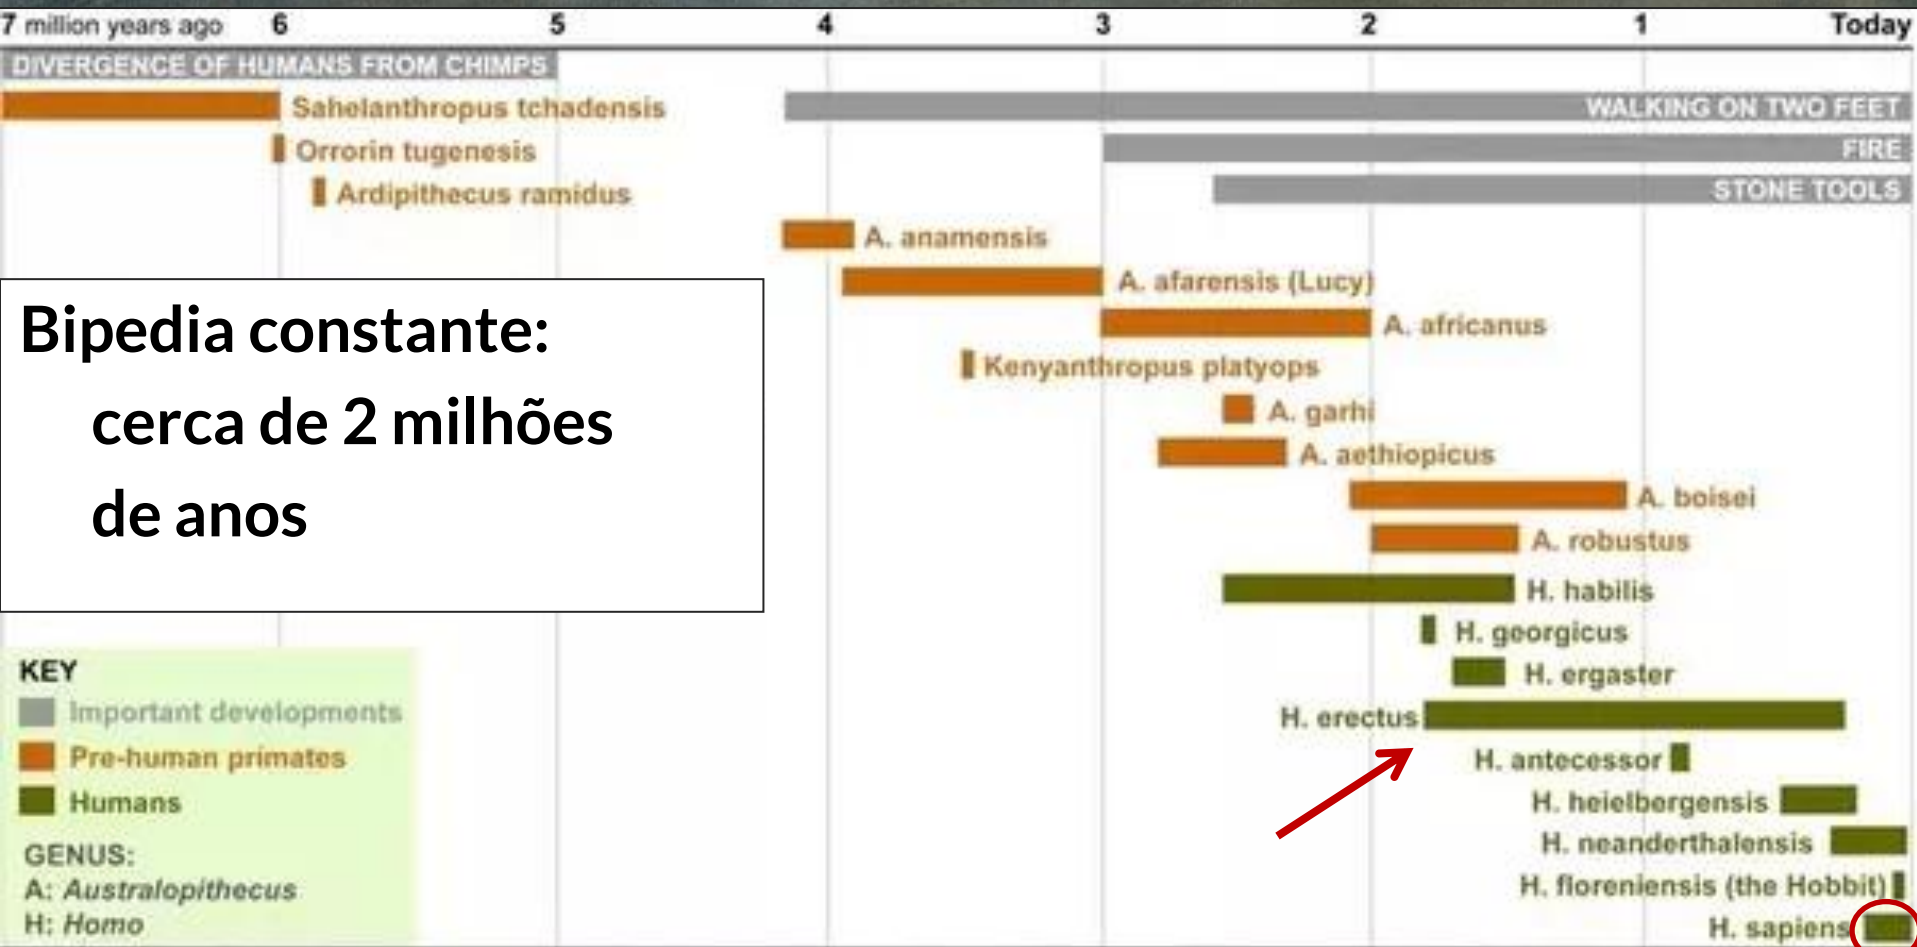 7 million years ago 6 5 4 3 2 1 Today
DIVERGENCE OF HUMANS FROM CHIMPS
Sahelanthropus tchadensis
WALKING ON TWO FEET
Orrorin tugenesis
FIRE
Ardipithecus ramidus
STONE TOOLS
A. anamensis
A. afarensis (Lucy)
A. africanus
Kenyanthropus platyops
A. garhi
A. aethiopicus
A. boisei
A. robustus
H. habilis
H. georgicus
H. ergaster
H. erectus
H. antecessor
H. heielbergensis
H. neanderthalensis
H. floreniensis (the Hobbit)
H. sapiens
Bipedia constante:
cerca de 2 milhões
de anos
KEY
Important developments
Pre-human primates
Humans
GENUS:
A: Australopithecus
H: Homo